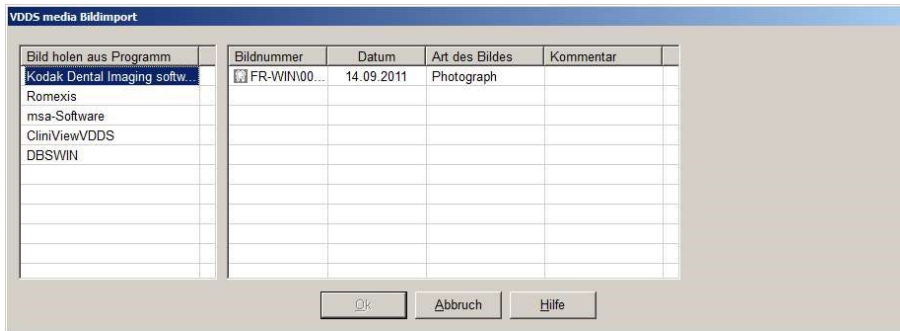 VDDS media Bildimport
Bild holen aus Programm
Kodak Dental Imaging softw...
Romexis
msa-Software
CliniViewVDDS
DBSWIN
Bildnummer Datum Art des Bildes Kommentar
FR-WIN\00... 14.09.2011 Photograph
Ok Abbruch Hilfe